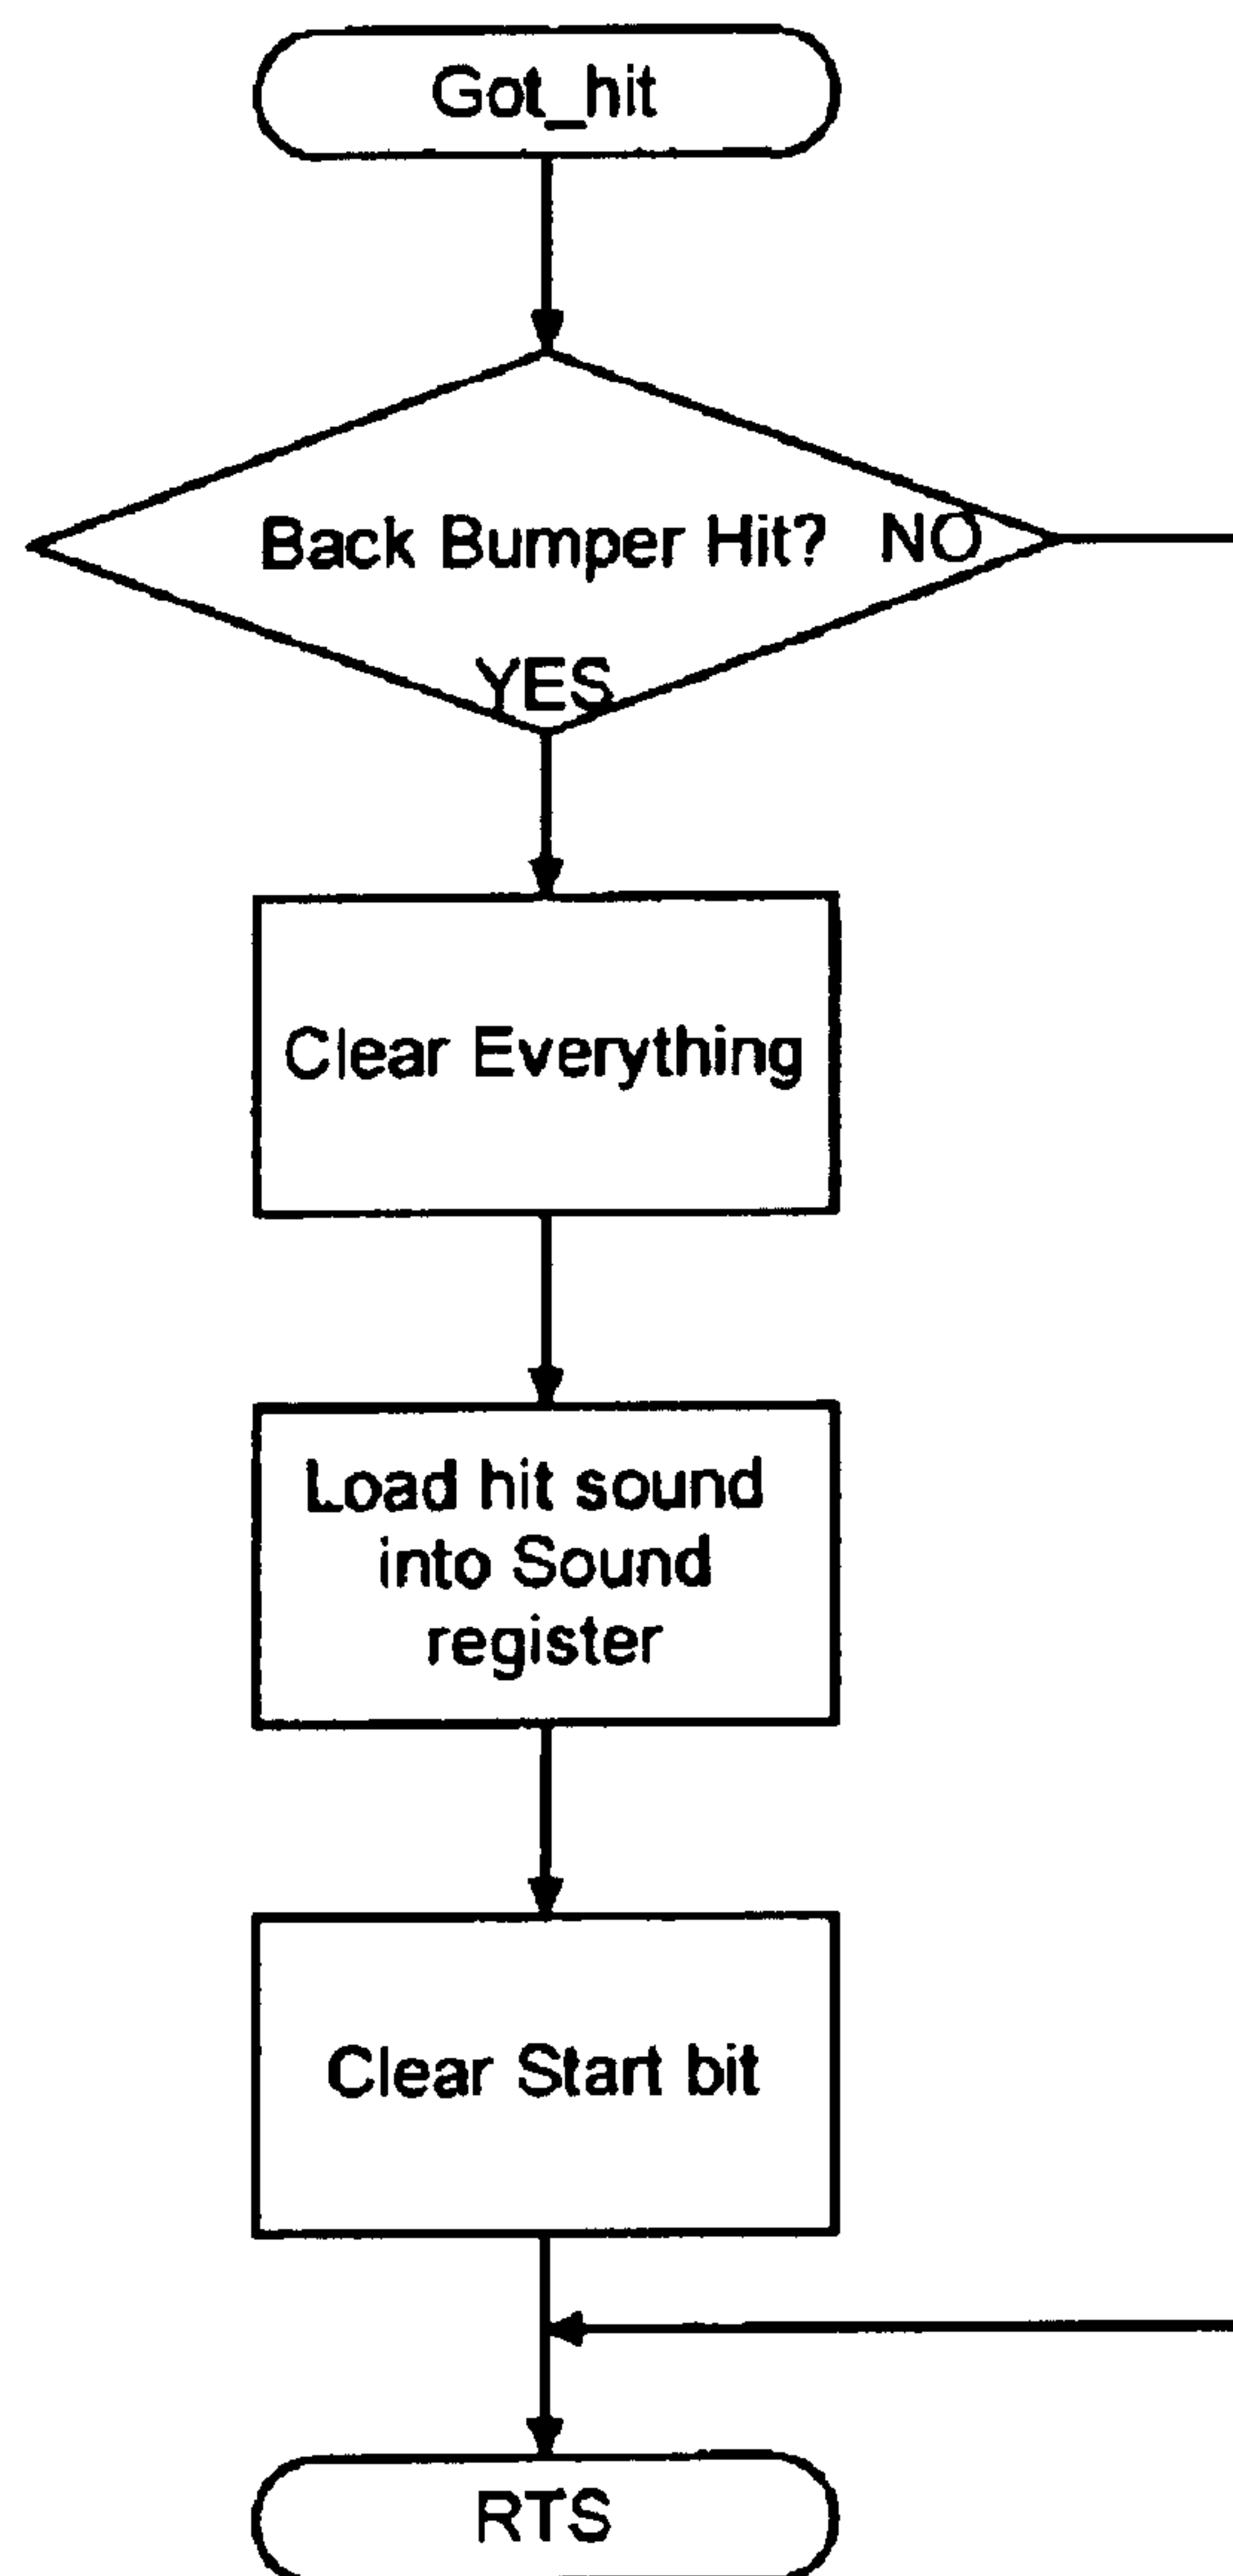 Got_hit
Back Bumper Hit? NO
YES
Clear Everything
Load hit sound
into Sound
register
Clear Start bit
RTS